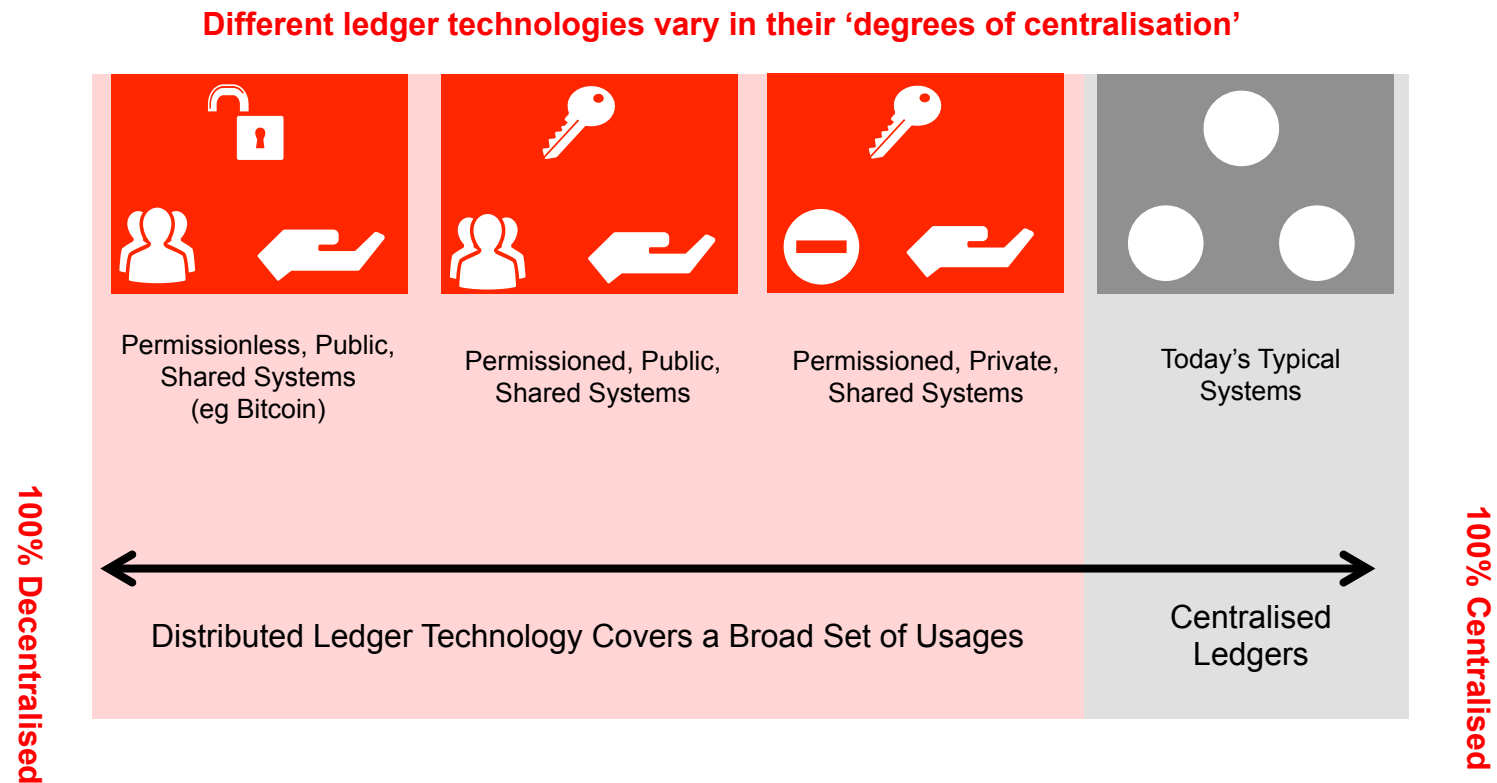 Different ledger technologies vary in their ‘degrees of centralisation’
Permissionless, Public,
Shared Systems
(eg Bitcoin)
Permissioned, Public,
Shared Systems
Permissioned, Private,
Shared Systems
Today’s Typical
Systems
100% Decentralised
Distributed Ledger Technology Covers a Broad Set of Usages
Centralised
Ledgers
100% Centralised